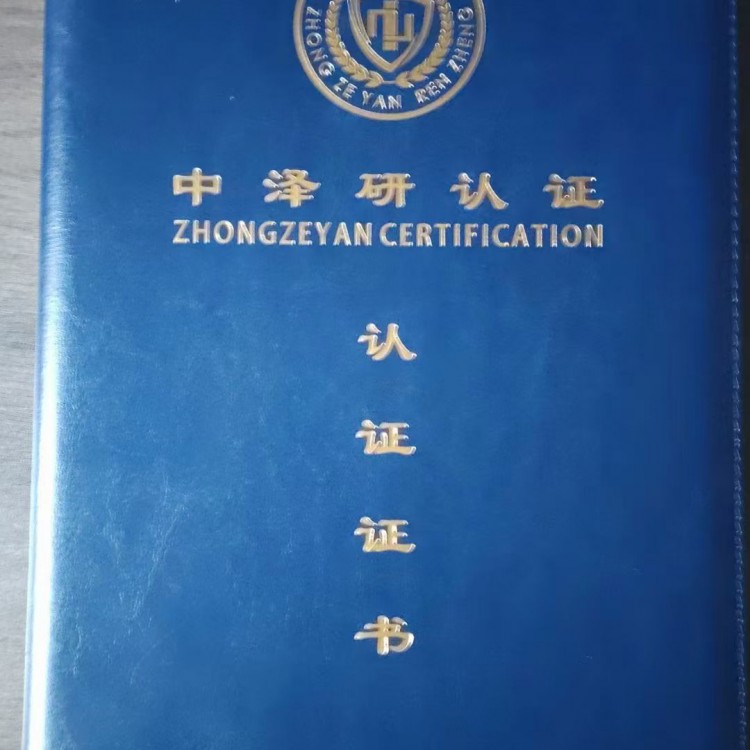 ZHONG ZE YAN REN ZHENG
中泽研认证
ZHONGZEYAN CERTIFICATION
认
证
证
书